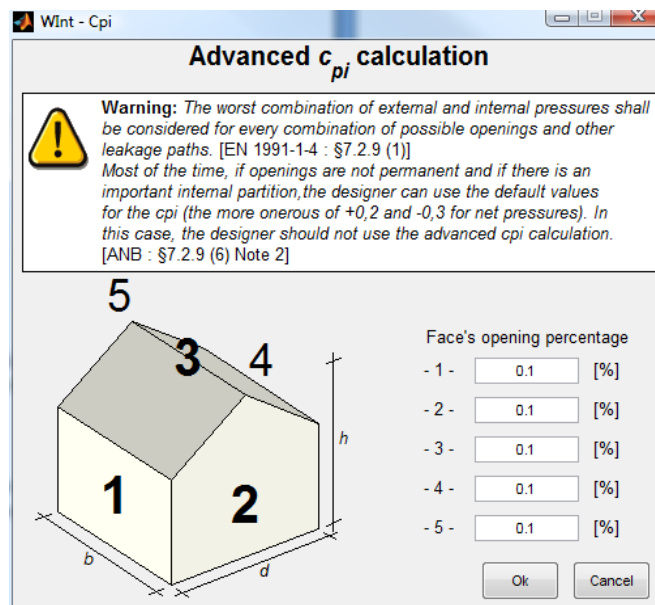 WInt - Cpi
Advanced cpi calculation
Warning: The worst combination of external and internal pressures shall
be considered for every combination of possible openings and other
leakage paths. [EN 1991-1-4 : §7.2.9 (1)]
Most of the time, if openings are not permanent and if there is an
important internal partition,the designer can use the default values
for the cpi (the more onerous of +0,2 and -0,3 for net pressures). In
this case, the designer should not use the advanced cpi calculation.
[ANB : §7.2.9 (6) Note 2]
5
3
4
1
2
h
b
d
Face's opening percentage
- 1 - 0.1 [%]
- 2 - 0.1 [%]
- 3 - 0.1 [%]
- 4 - 0.1 [%]
- 5 - 0.1 [%]
Ok Cancel